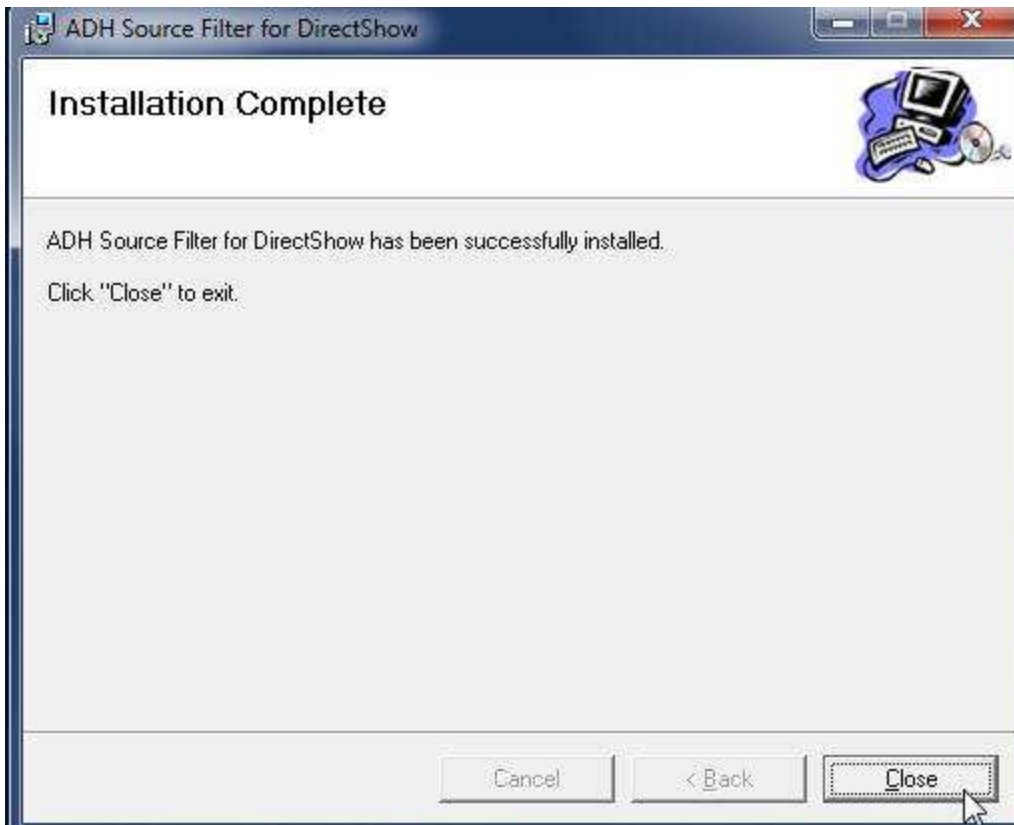 ADH Source Filter for DirectShow
Installation Complete
ADH Source Filter for DirectShow has been successfully installed.
Click "Close" to exit.
Cancel
< Back
Close